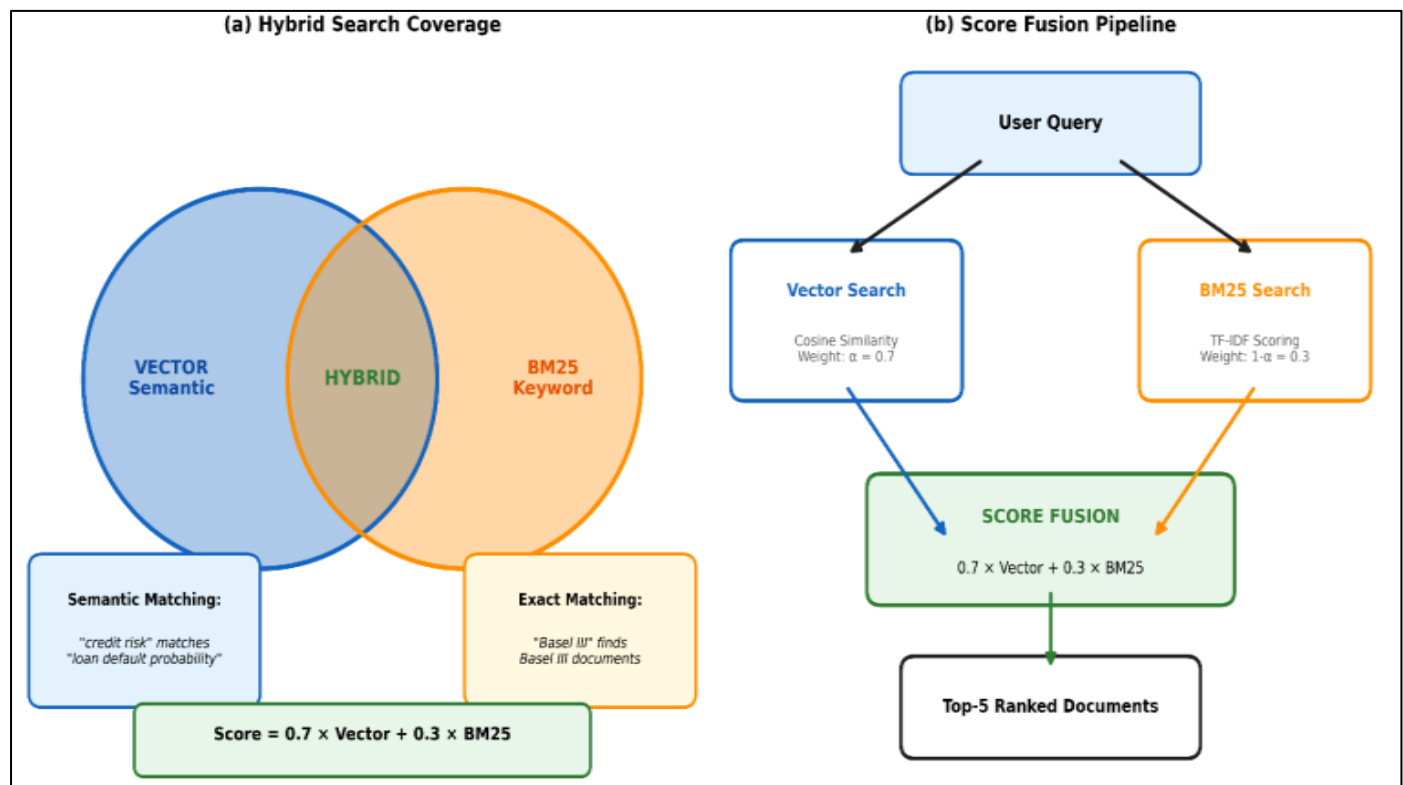 (a) Hybrid Search Coverage
VECTOR
Semantic
HYBRID
BM25
Keyword
Semantic Matching:
"credit risk" matches
"loan default probability"
Exact Matching:
"Basel III" finds
Basel III documents
Score = 0.7 × Vector + 0.3 × BM25
(b) Score Fusion Pipeline
User Query
Vector Search
Cosine Similarity
Weight: α = 0.7
BM25 Search
TF-IDF Scoring
Weight: 1-α = 0.3
SCORE FUSION
0.7 × Vector + 0.3 × BM25
Top-5 Ranked Documents